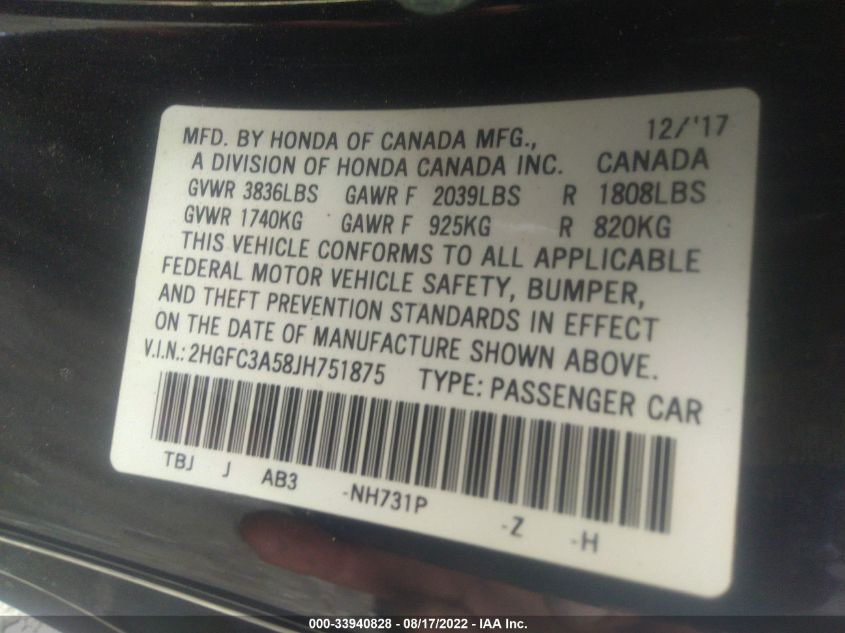 12/'17
MFD. BY HONDA OF CANADA MFG.,
A DIVISION OF HONDA CANADA INC. CANADA
GVWR 3836LBS GAWR F 2039LBS R 1808LBS
GVWR 1740KG GAWR F 925KG R 820KG
THIS VEHICLE CONFORMS TO ALL APPLICABLE
FEDERAL MOTOR VEHICLE SAFETY, BUMPER,
AND THEFT PREVENTION STANDARDS IN EFFECT
ON THE DATE OF MANUFACTURE SHOWN ABOVE.
V.I.N.: 2HGFC3A58JH751875 TYPE: PASSENGER CAR
TBJ J AB3 -NH731P -Z -H
000-33940828 - 08/17/2022 - IAA Inc.